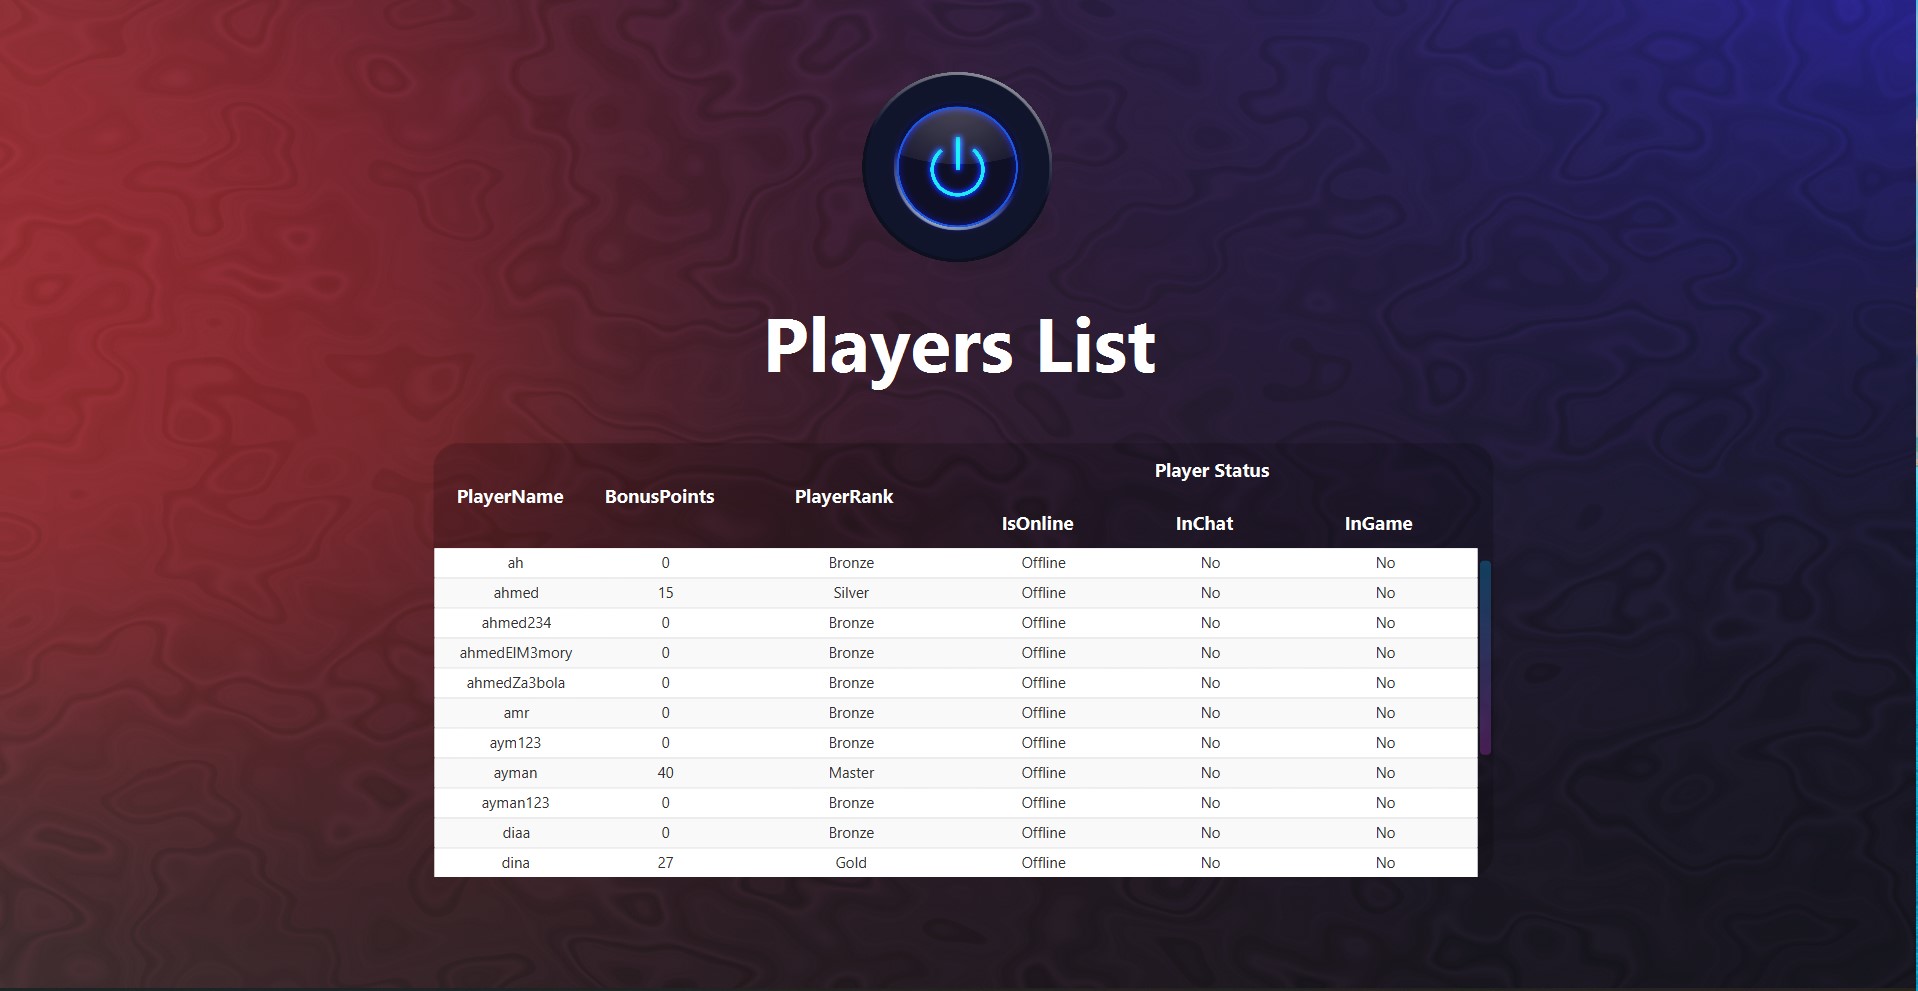 Players List
Player Status
PlayerName BonusPoints PlayerRank
IsOnline InChat InGame
ah 0 Bronze Offline No No
ahmed 15 Silver Offline No No
ahmed234 0 Bronze Offline No No
ahmedElM3mory 0 Bronze Offline No No
ahmedZa3bola 0 Bronze Offline No No
amr 0 Bronze Offline No No
aym123 0 Bronze Offline No No
ayman 40 Master Offline No No
ayman123 0 Bronze Offline No No
diaa 0 Bronze Offline No No
dina 27 Gold Offline No No